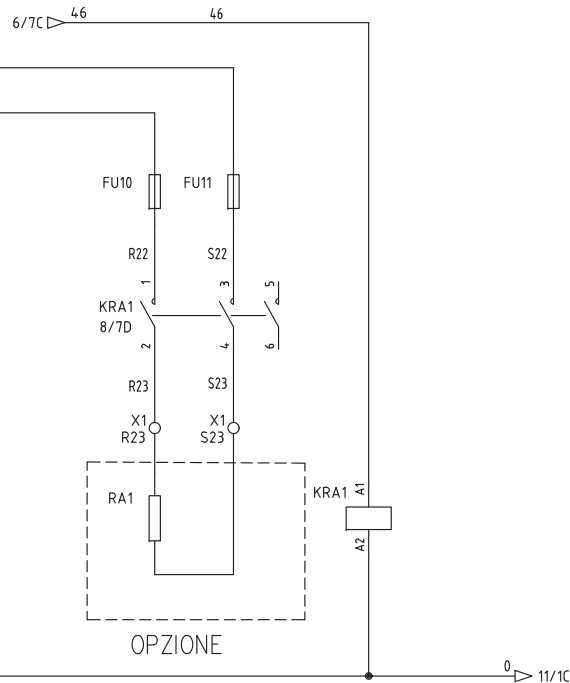 6/7C
46
46
FU10
FU11
R22
S22
1
3
5
KRA1
8/7D
2
4
6
R23
S23
X1
R23
X1
S23
RA1
KRA1
A1
A2
OPZIONE
0
11/1C